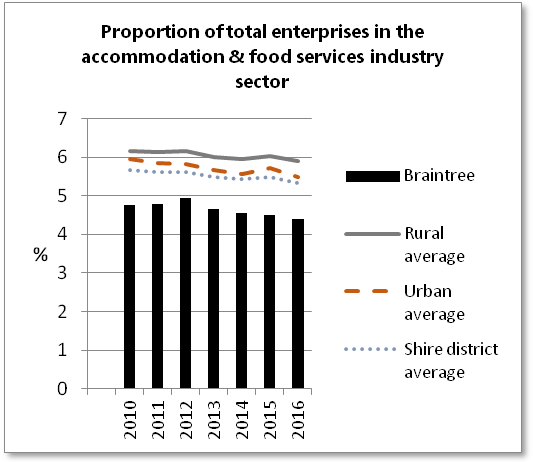 Proportion of total enterprises in the
accommodation & food services industry
sector
7
6
5
4
3
2
1
0
%
2010
2011
2012
2013
2014
2015
2016
Braintree
Rural
average
Urban
average
Shire district
average